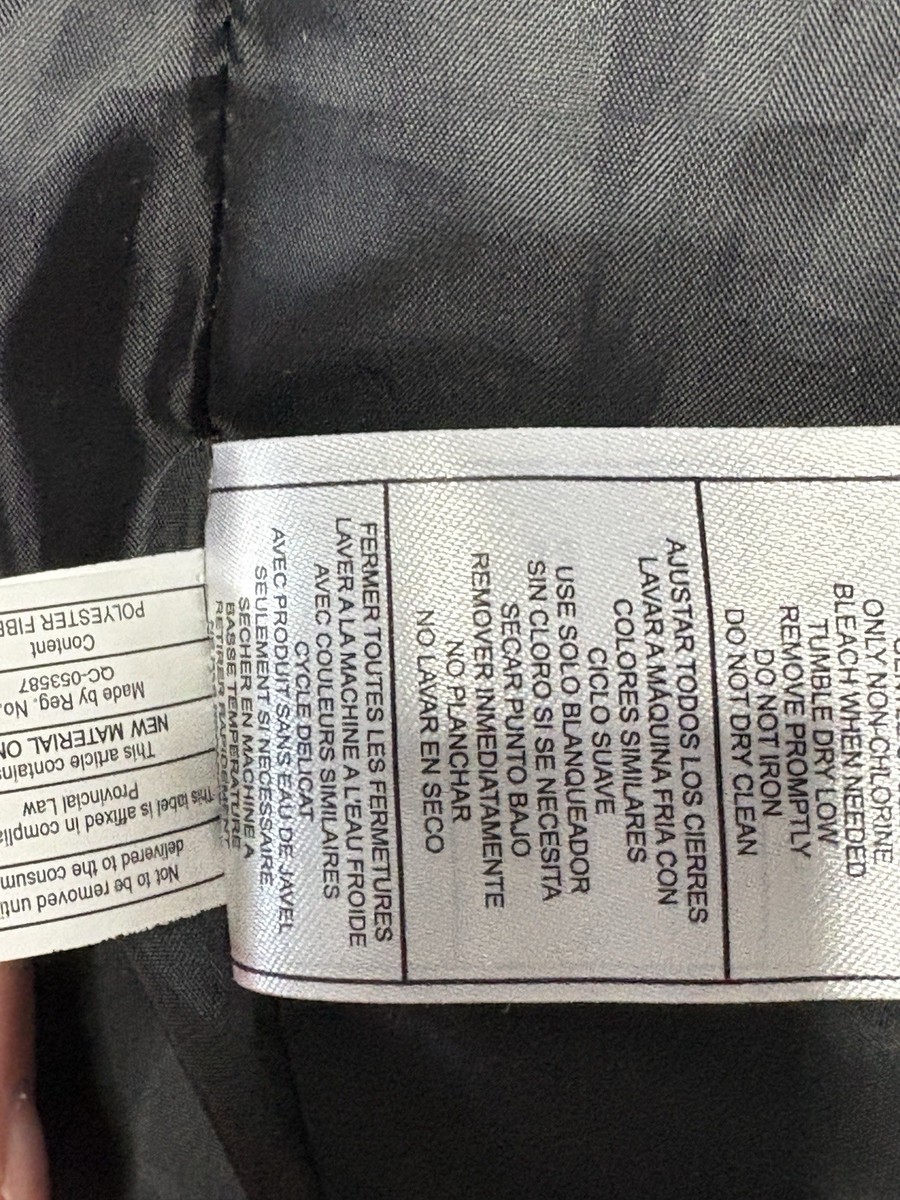 ONLY NON-CHLORINE
BLEACH WHEN NEEDED
TUMBLE DRY LOW
REMOVE PROMPTLY
DO NOT IRON
DO NOT DRY CLEAN
AJUSTAR TODOS LOS CIERRES
LAVAR A MÁQUINA FRIA CON
COLORES SIMILARES
CICLO SUAVE
USE SOLO BLANQUEADOR
SIN CLORO SI SE NECESITA
SECAR PUNTO BAJO
REMOVER INMEDIATAMENTE
NO PLANCHAR
NO LAVAR EN SECO
FERMER TOUTES LES FERMETURES
LAVER A LA MACHINE A L'EAU FROIDE
AVEC COULEURS SIMILAIRES
CYCLE DELICAT
AVEC PRODUIT SANS EAU DE JAVEL
SEULEMENT SI NECESSAIRE.
SECHER EN MACHINE A
BASSE TEMPERATURE
RETIRER RAPIDEMENT
Not to be removed until
delivered to the consum
This label is affixed in complia
Provincial Law
This article contains
NEW MATERIAL ON
Made by Reg. No.
QC-053587
Content
POLYESTER FIBE